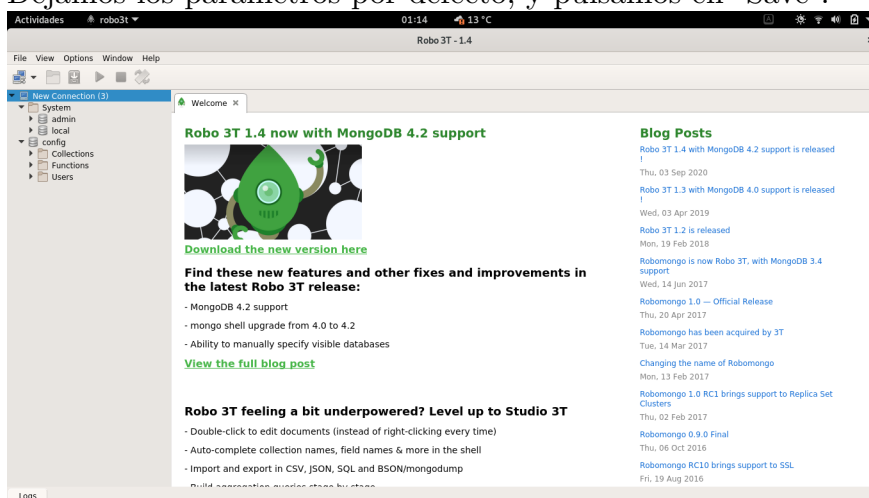 Dejamos los parámetros por defecto, y pulsamos en "Save".
Actividades robo3t 01:14 13 °C A
Robo 3T - 1.4
File View Options Window Help
New Connection (3)
System
admin
local
config
Collections
Functions
Users
Welcome
Robo 3T 1.4 now with MongoDB 4.2 support
Download the new version here
Find these new features and other fixes and improvements in
the latest Robo 3T release:
- MongoDB 4.2 support
- mongo shell upgrade from 4.0 to 4.2
- Ability to manually specify visible databases
View the full blog post
Robo 3T feeling a bit underpowered? Level up to Studio 3T
- Double-click to edit documents (instead of right-clicking every time)
- Auto-complete collection names, field names & more in the shell
- Import and export in CSV, JSON, SQL and BSON/mongodump
- Build aggregation queries stage by stage
Blog Posts
Robo 3T 1.4 with MongoDB 4.2 support is released
!
Thu, 03 Sep 2020
Robo 3T 1.3 with MongoDB 4.0 support is released
!
Wed, 03 Apr 2019
Robo 3T 1.2 is released
Mon, 19 Feb 2018
Robomongo is now Robo 3T, with MongoDB 3.4
support
Wed, 14 Jun 2017
Robomongo 1.0 — Official Release
Thu, 20 Apr 2017
Robomongo has been acquired by 3T
Tue, 14 Mar 2017
Changing the name of Robomongo
Mon, 13 Feb 2017
Robomongo 1.0 RC1 brings support to Replica Set
Clusters
Thu, 02 Feb 2017
Robomongo 0.9.0 Final
Thu, 06 Oct 2016
Robomongo RC10 brings support to SSL
Fri, 19 Aug 2016
Logs